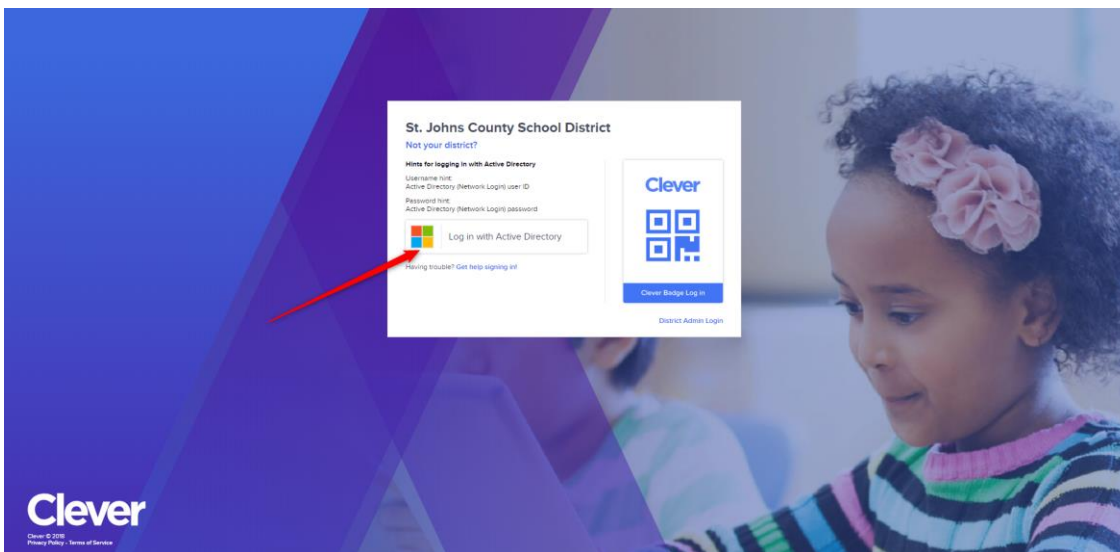 St. Johns County School District
Not your district?
Hints for logging in with Active Directory
Username hint:
Active Directory (Network Login) user ID
Password hint:
Active Directory (Network Login) password
Log in with Active Directory
Having trouble? Get help signing in!
Clever
Clever Badge Log in
District Admin Login
Clever
Clever © 2018
Privacy Policy - Terms of Service